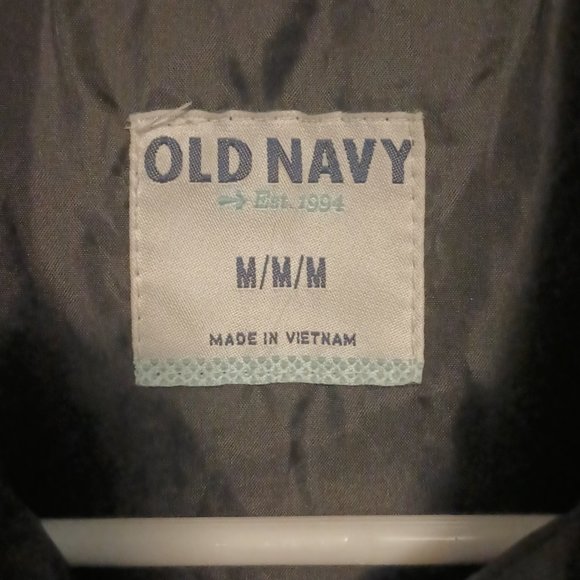 OLD NAVY
Est. 1994
M/M/M
MADE IN VIETNAM